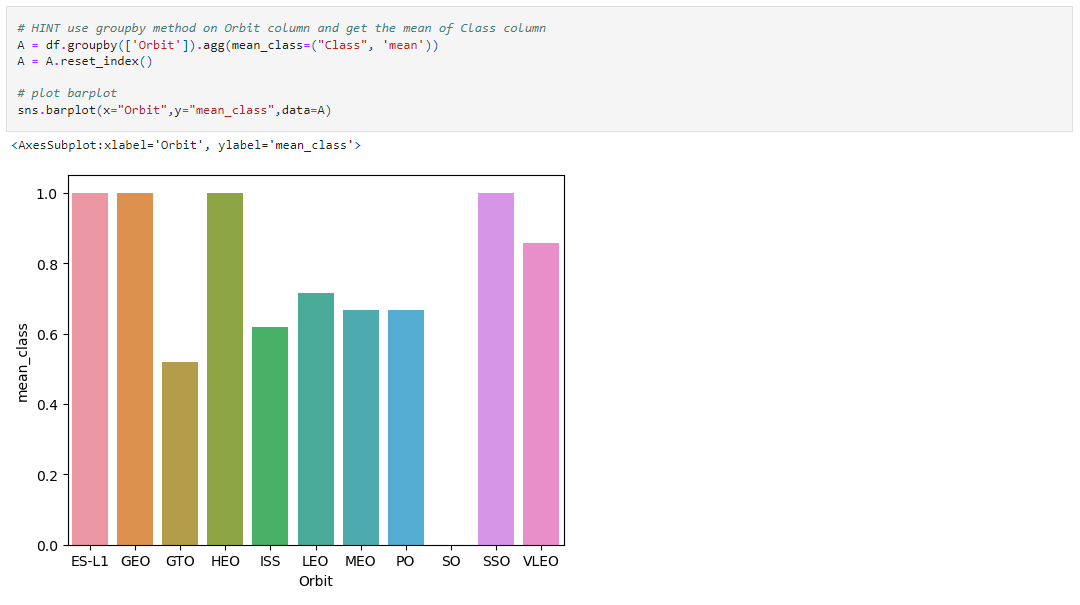 # HINT use groupby method on Orbit column and get the mean of Class column
A = df.groupby(['Orbit']).agg(mean_class=("Class", 'mean'))
A = A.reset_index()
# plot barplot
sns.barplot(x="Orbit",y="mean_class",data=A)
<AxesSubplot:xlabel='Orbit', ylabel='mean_class'>
1.0
0.8
0.6
0.4
0.2
0.0
mean_class
ES-L1 GEO GTO HEO ISS LEO MEO PO SO SSO VLEO
Orbit